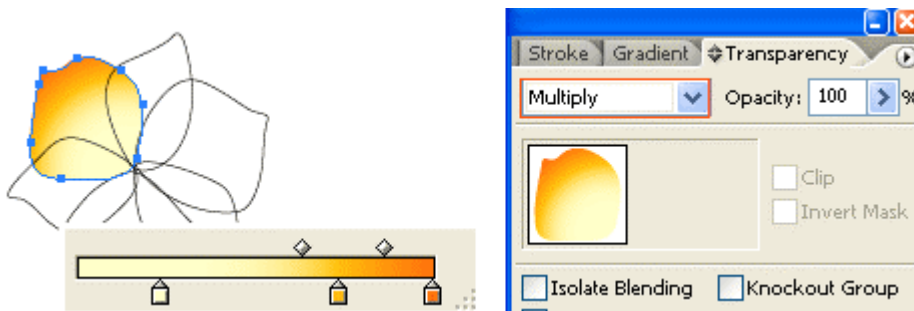 Stroke Gradient Transparency
Multiply Opacity: 100 %
Clip
Invert Mask
Isolate Blending Knockout Group